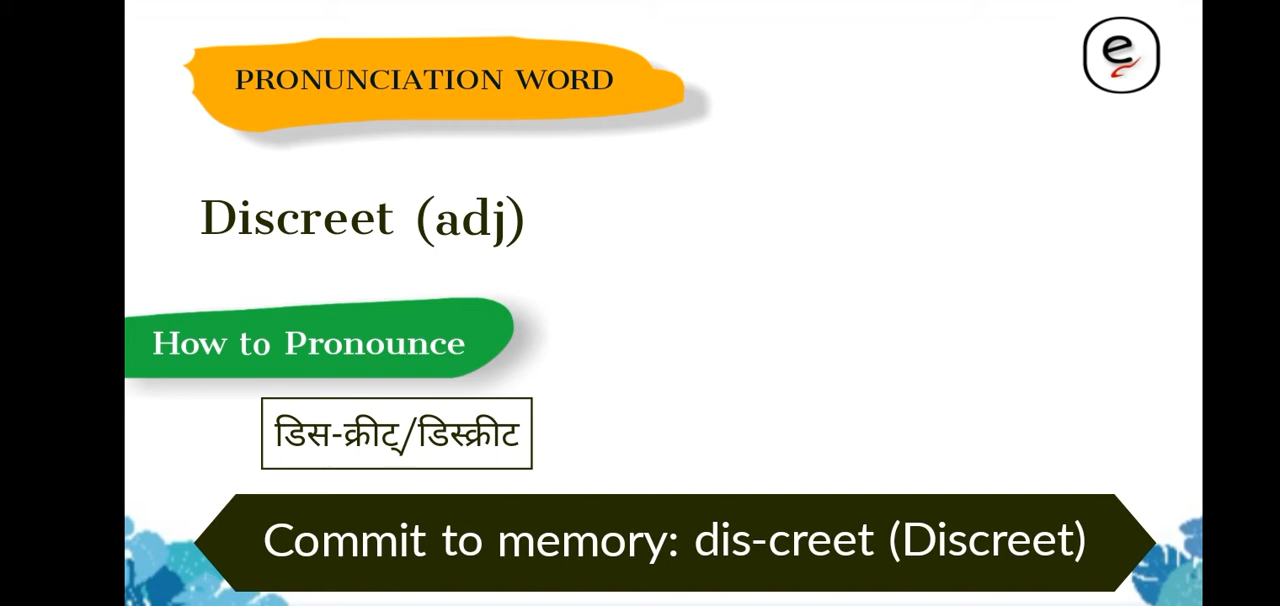 PRONUNCIATION WORD
e
Discreet (adj)
How to Pronounce
डिस-क्रीट्/डिस्क्रीट
Commit to memory: dis-creet (Discreet)